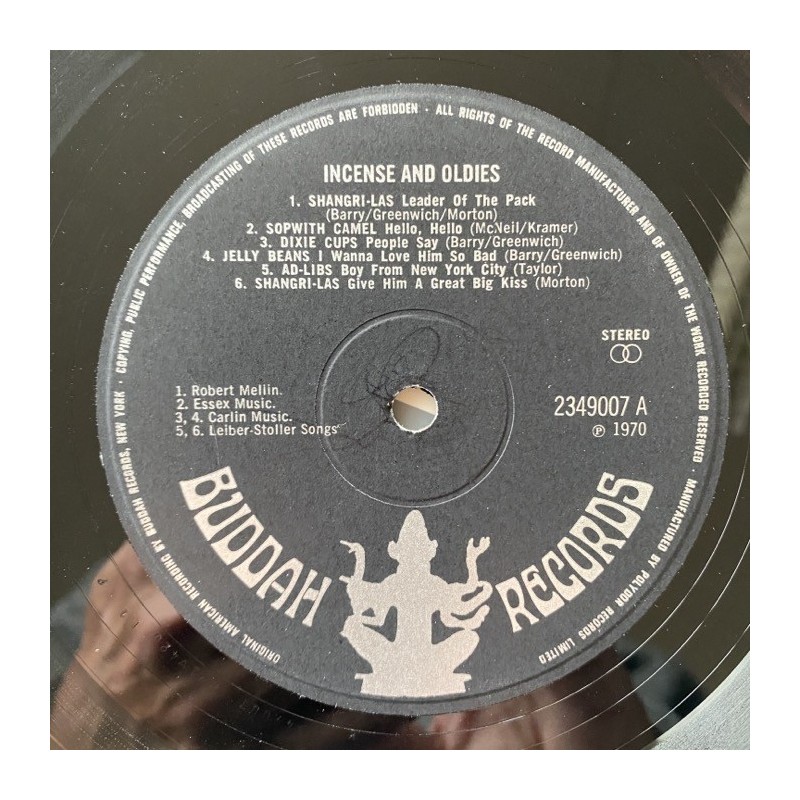 COPYING, PUBLIC PERFORMANCE, BROADCASTING OF THESE RECORDS ARE FORBIDDEN · ALL RIGHTS OF THE RECORD MANUFACTURER AND OF OWNER OF THE WORK RECORDED RESERVED · MANUFACTURED BY POLYDOR RECORDS LIMITED
INCENSE AND OLDIES
1. SHANGRI-LAS Leader Of The Pack
(Barry/Greenwich/Morton)
2. SOPWITH CAMEL Hello, Hello (McNeil/Kramer)
3. DIXIE CUPS People Say (Barry/Greenwich)
4. JELLY BEANS I Wanna Love Him So Bad (Barry/Greenwich)
5. AD-LIBS Boy From New York City (Taylor)
6. SHANGRI-LAS Give Him A Great Big Kiss (Morton)
STEREO
1. Robert Mellin.
2. Essex Music.
3, 4. Carlin Music.
5, 6. Leiber-Stoller Songs
2349007 A
℗ 1970
BUDDAH RECORDS
ORIGINAL AMERICAN RECORDING BY BUDDAH RECORDS, NEW YORK ·